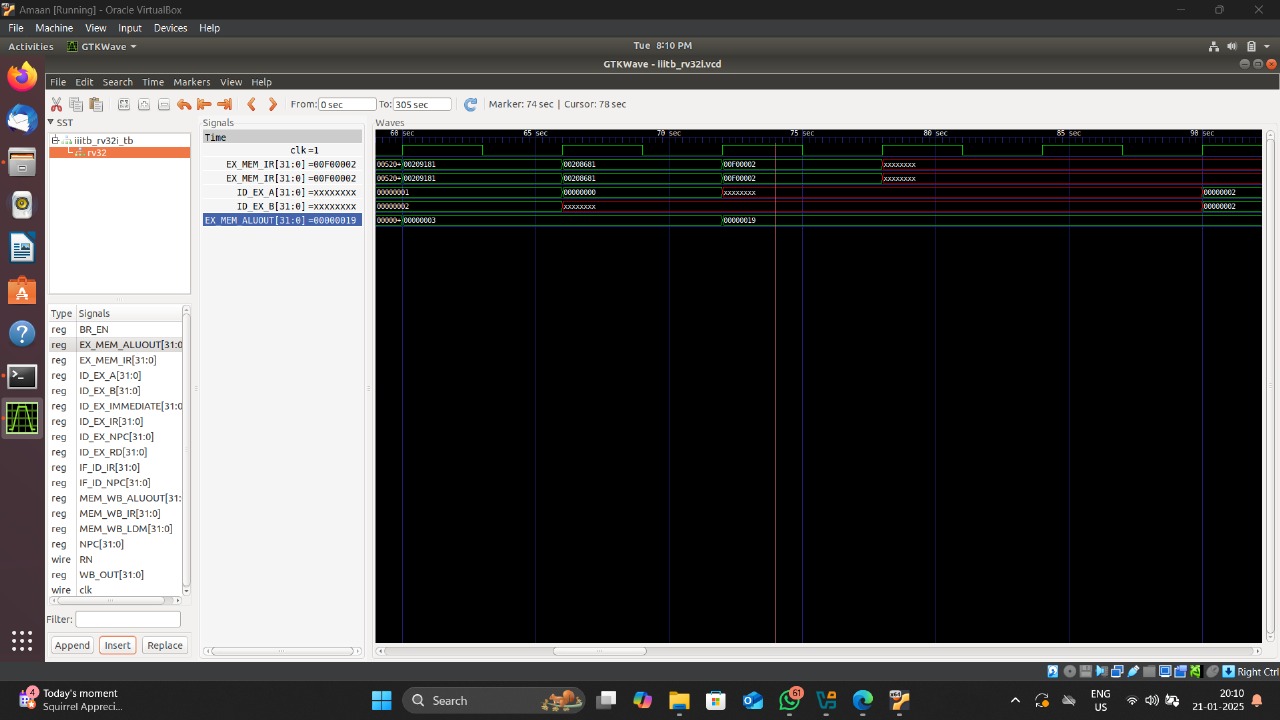 Amaan [Running] - Oracle VirtualBox
File Machine View Input Devices Help
Activities GTKWave Tue 8:10 PM
GTKWave - iiitb_rv32i.vcd
File Edit Search Time Markers View Help
From: 0 sec To: 305 sec Marker: 74 sec | Cursor: 78 sec
SST Signals Waves
iiitb_rv32i_tb
rv32
Time
60 sec 65 sec 70 sec 75 sec 80 sec 85 sec 90 sec
clk=1
EX_MEM_IR[31:0]=00F00002 00520+ 00209181 00208681 00F00002 xxxxxxxx
EX_MEM_IR[31:0]=00F00002 00520+ 00209181 00208681 00F00002 xxxxxxxx
ID_EX_A[31:0]=xxxxxxxx 00000001 00000000 xxxxxxxx 00000002
ID_EX_B[31:0]=xxxxxxxx 00000002 xxxxxxxx 00000002
EX_MEM_ALUOUT[31:0]=00000019 00000+ 00000003 00000019
Type Signals
reg BR_EN
reg EX_MEM_ALUOUT[31:0
reg EX_MEM_IR[31:0]
reg ID_EX_A[31:0]
reg ID_EX_B[31:0]
reg ID_EX_IMMEDIATE[31:0
reg ID_EX_IR[31:0]
reg ID_EX_NPC[31:0]
reg ID_EX_RD[31:0]
reg IF_ID_IR[31:0]
reg IF_ID_NPC[31:0]
reg MEM_WB_ALUOUT[31:
reg MEM_WB_IR[31:0]
reg MEM_WB_LDM[31:0]
reg NPC[31:0]
wire RN
reg WB_OUT[31:0]
wire clk
Filter:
Append Insert Replace
Right Ctrl
4 Today's moment
Squirrel Appreci...
Search
61
ENG
US
20:10
21-01-2025